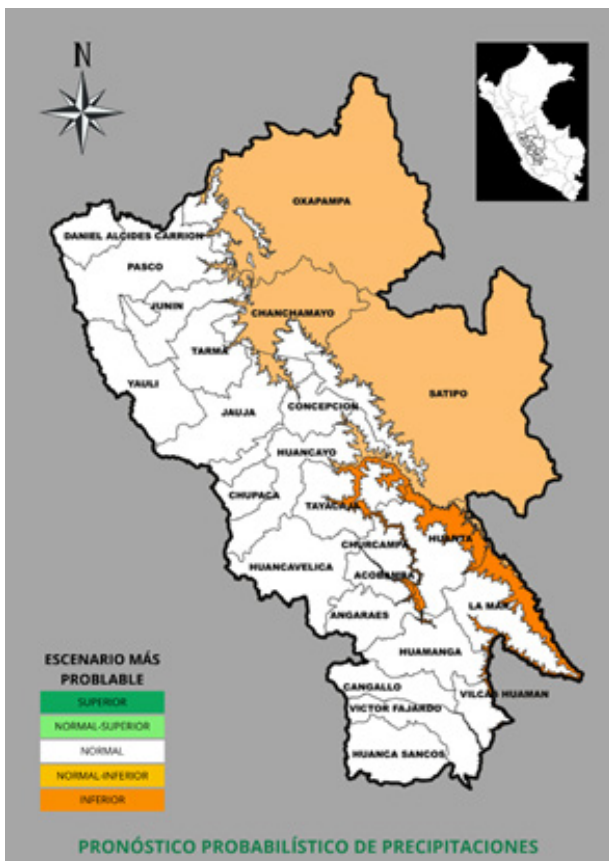 N
OXAPAMPA
DANIEL ALCIDES CARRION
PASCO
JUNIN
CHANCHAMAYO
TARMA
YAULI
SATIPO
JAUJA
CONCEPCION
HUANCAYO
CHUPACA
TAYACAJA
CHURCAMPA
HUANTA
HUANCAVELICA
ACOBAMBA
LA MAR
ANGARAES
HUAMANGA
CANGALLO
VILCAS HUAMAN
VICTOR FAJARDO
HUANCA SANCOS
ESCENARIO MÁS
PROBLABLE
SUPERIOR
NORMAL-SUPERIOR
NORMAL
NORMAL-INFERIOR
INFERIOR
PRONÓSTICO PROBABILÍSTICO DE PRECIPITACIONES